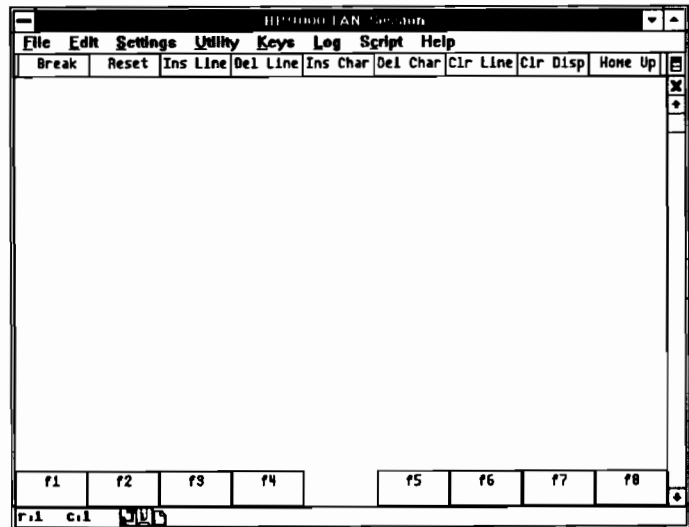 HP9000 LAN Session
File Edit Settings Utility Keys Log Script Help
Break Reset Ins Line Del Line Ins Char Del Char Clr Line Clr Disp Home Up
f1 f2 f3 f4 f5 f6 f7 f8
r:1 c:1